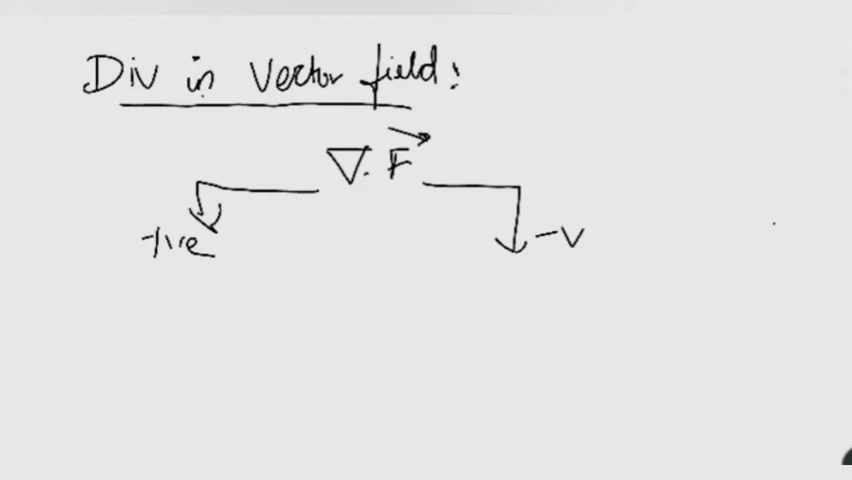 Div in Vector field:
∇. F⃗
+ve -v